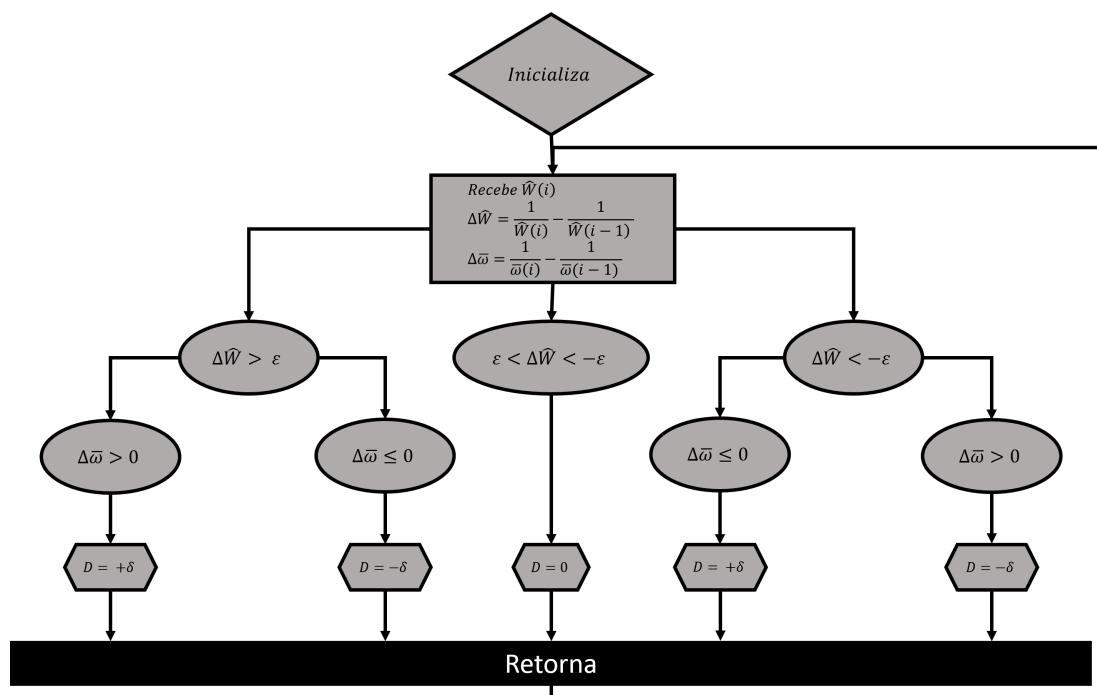 Inicializa
Recebe Ŵ(i)
ΔŴ = 1/Ŵ(i) − 1/Ŵ(i−1)
Δω̅ = 1/ω̅(i) − 1/ω̅(i−1)
ΔŴ > ε
ε < ΔŴ < −ε
ΔŴ < −ε
Δω̅ > 0
Δω̅ ≤ 0
Δω̅ ≤ 0
Δω̅ > 0
D = +δ
D = −δ
D = 0
D = +δ
D = −δ
Retorna